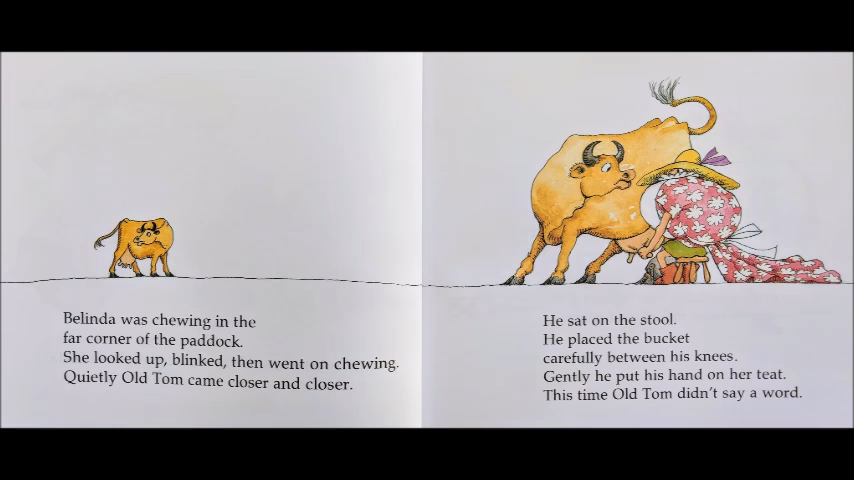 Belinda was chewing in the
far corner of the paddock.
She looked up, blinked, then went on chewing.
Quietly Old Tom came closer and closer.
He sat on the stool.
He placed the bucket
carefully between his knees.
Gently he put his hand on her teat.
This time Old Tom didn't say a word.